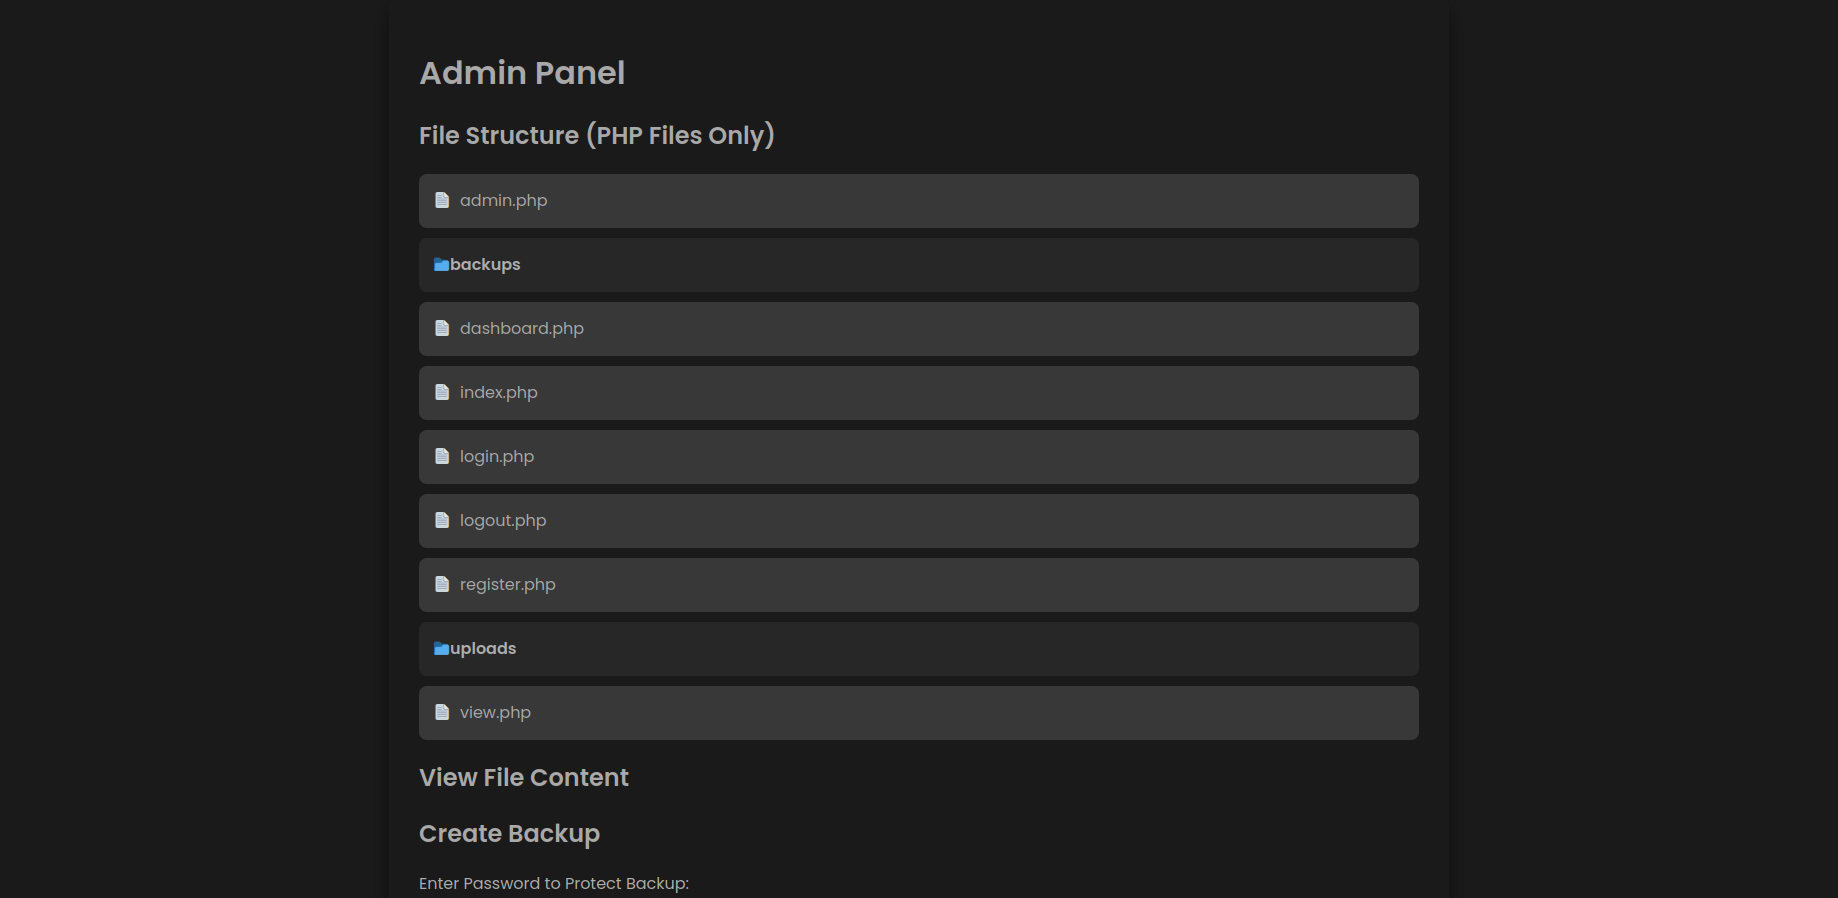 Admin Panel
File Structure (PHP Files Only)
admin.php
backups
dashboard.php
index.php
login.php
logout.php
register.php
uploads
view.php
View File Content
Create Backup
Enter Password to Protect Backup: